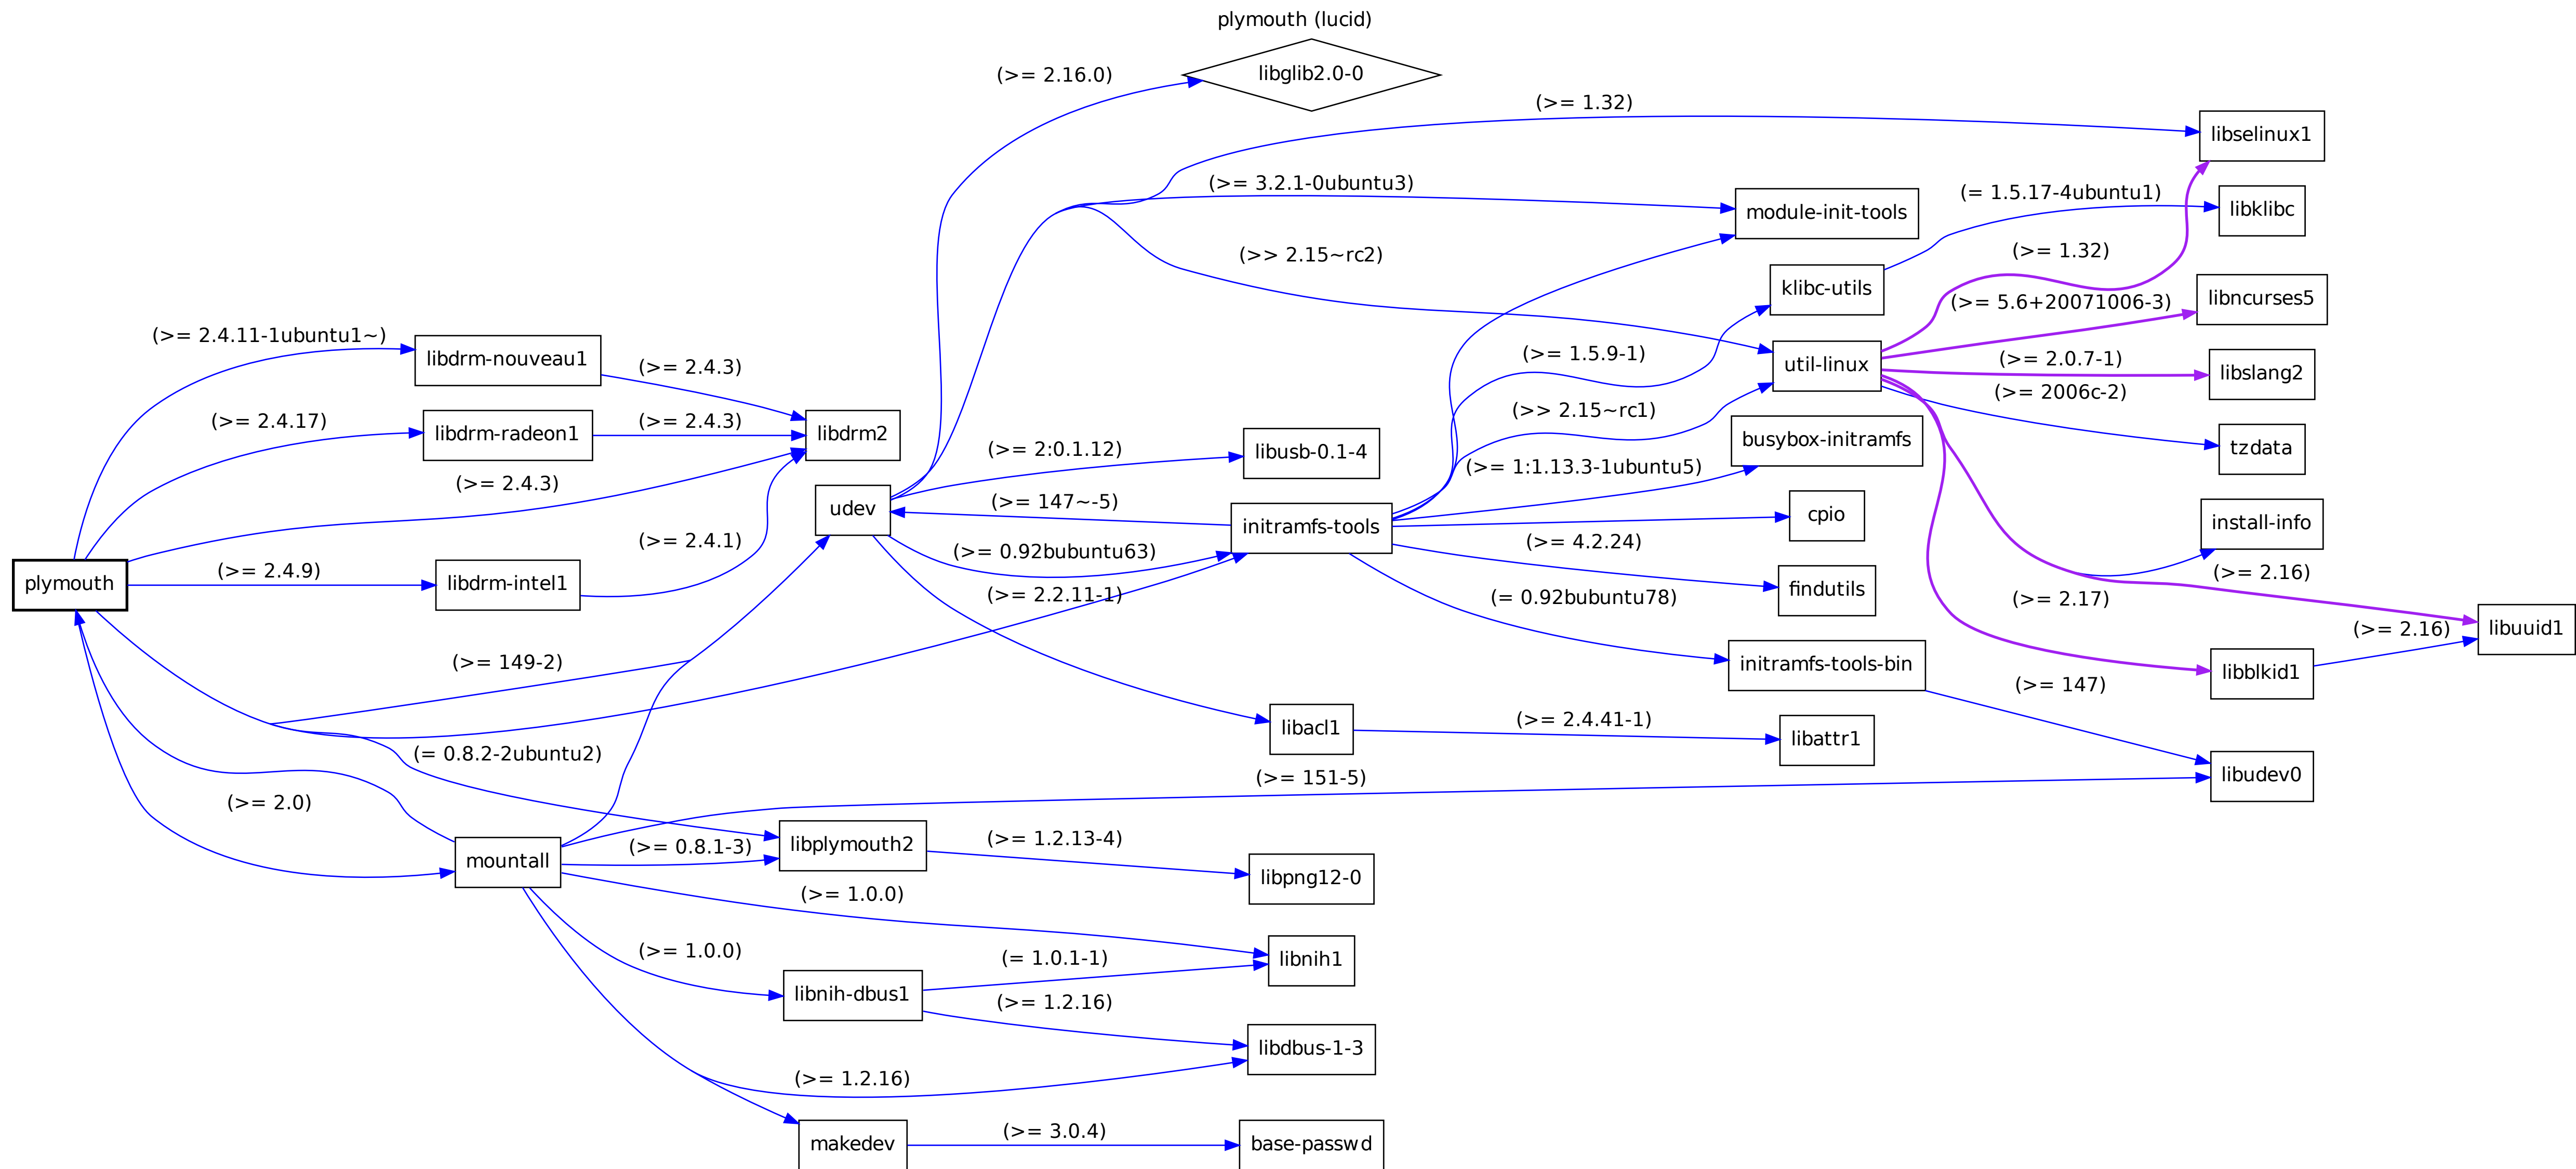 plymouth (lucid)
(>= 2.16.0)
libglib2.0-0
(>= 1.32)
libselinux1
(>= 3.2.1-0ubuntu3)
module-init-tools
(= 1.5.17-4ubuntu1)
libklibc
(>> 2.15~rc2)
(>= 1.32)
klibc-utils
(>= 5.6+20071006-3)
libncurses5
(>= 2.4.11-1ubuntu1~)
libdrm-nouveau1
(>= 2.4.3)
(>= 1.5.9-1)
util-linux
(>= 2.0.7-1)
libslang2
(>= 2006c-2)
(>= 2.4.17)
libdrm-radeon1
(>= 2.4.3)
libdrm2
(>> 2.15~rc1)
busybox-initramfs
tzdata
(>= 2:0.1.12)
libusb-0.1-4
(>= 1:1.13.3-1ubuntu5)
(>= 2.4.3)
udev
(>= 147~-5)
initramfs-tools
cpio
install-info
(>= 2.4.1)
(>= 0.92bubuntu63)
(>= 4.2.24)
plymouth
(>= 2.4.9)
libdrm-intel1
(>= 2.2.11-1)
(= 0.92bubuntu78)
findutils
(>= 2.16)
(>= 2.17)
libuuid1
(>= 2.16)
(>= 149-2)
initramfs-tools-bin
libblkid1
(>= 147)
libacl1
(>= 2.4.41-1)
libattr1
(= 0.8.2-2ubuntu2)
(>= 151-5)
libudev0
(>= 2.0)
mountall
(>= 0.8.1-3)
libplymouth2
(>= 1.2.13-4)
libpng12-0
(>= 1.0.0)
(>= 1.0.0)
libnih-dbus1
(= 1.0.1-1)
libnih1
(>= 1.2.16)
libdbus-1-3
(>= 1.2.16)
makedev
(>= 3.0.4)
base-passwd